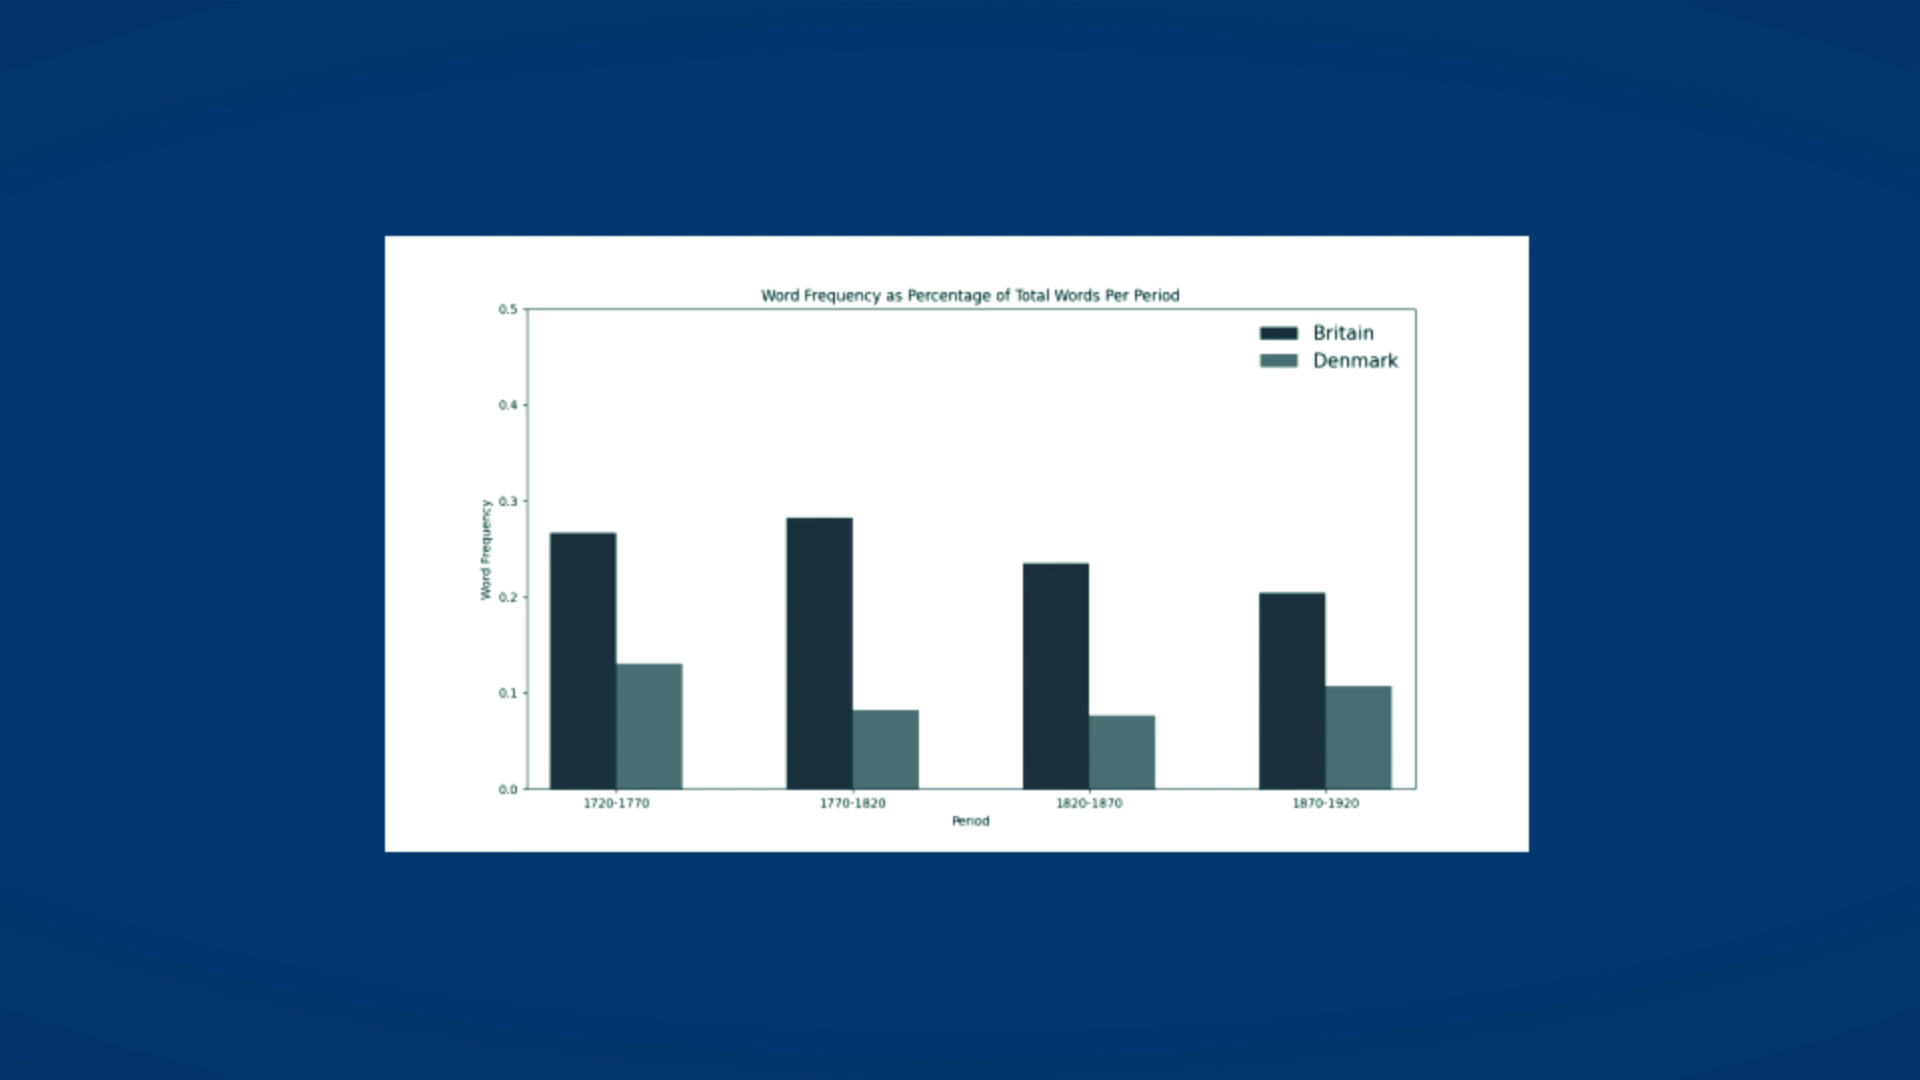 Word Frequency as Percentage of Total Words Per Period
0.5
0.4
0.3
0.2
0.1
0.0
Word Frequency
Britain
Denmark
1720-1770
1770-1820
1820-1870
1870-1920
Period